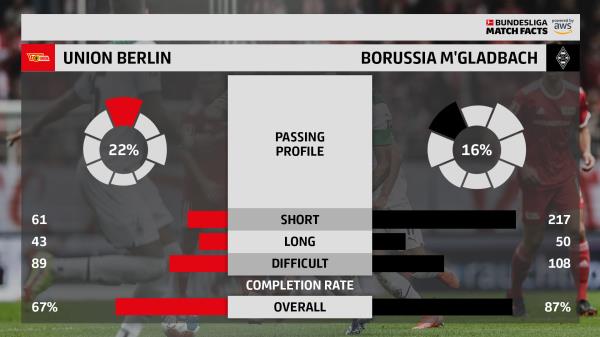 BUNDESLIGA
MATCH FACTS
powered by
aws
UNION BERLIN
BORUSSIA M'GLADBACH
22%
PASSING
PROFILE
16%
61 SHORT 217
43 LONG 50
89 DIFFICULT 108
COMPLETION RATE
67% OVERALL 87%